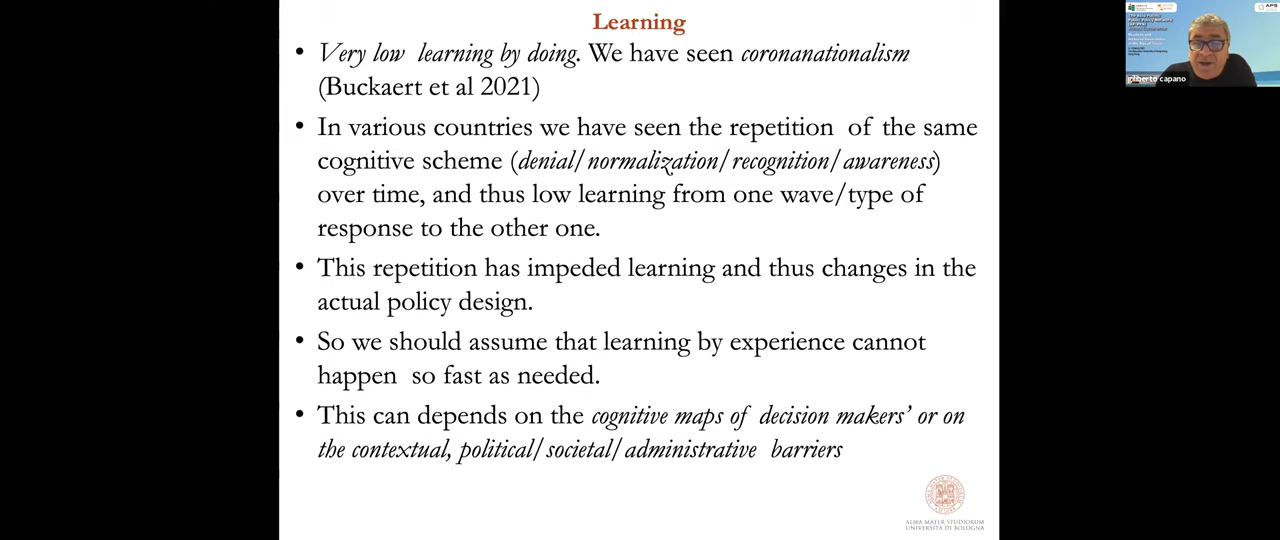 Learning
• Very low learning by doing. We have seen coronanationalism
(Buckaert et al 2021)
• In various countries we have seen the repetition of the same
cognitive scheme (denial/normalization/recognition/awareness)
over time, and thus low learning from one wave/type of
response to the other one.
• This repetition has impeded learning and thus changes in the
actual policy design.
• So we should assume that learning by experience cannot
happen so fast as needed.
• This can depends on the cognitive maps of decision makers' or on
the contextual, political/societal/administrative barriers
ALMA MATER STUDIORUM
UNIVERSITÀ DI BOLOGNA
APS
gilberto capano